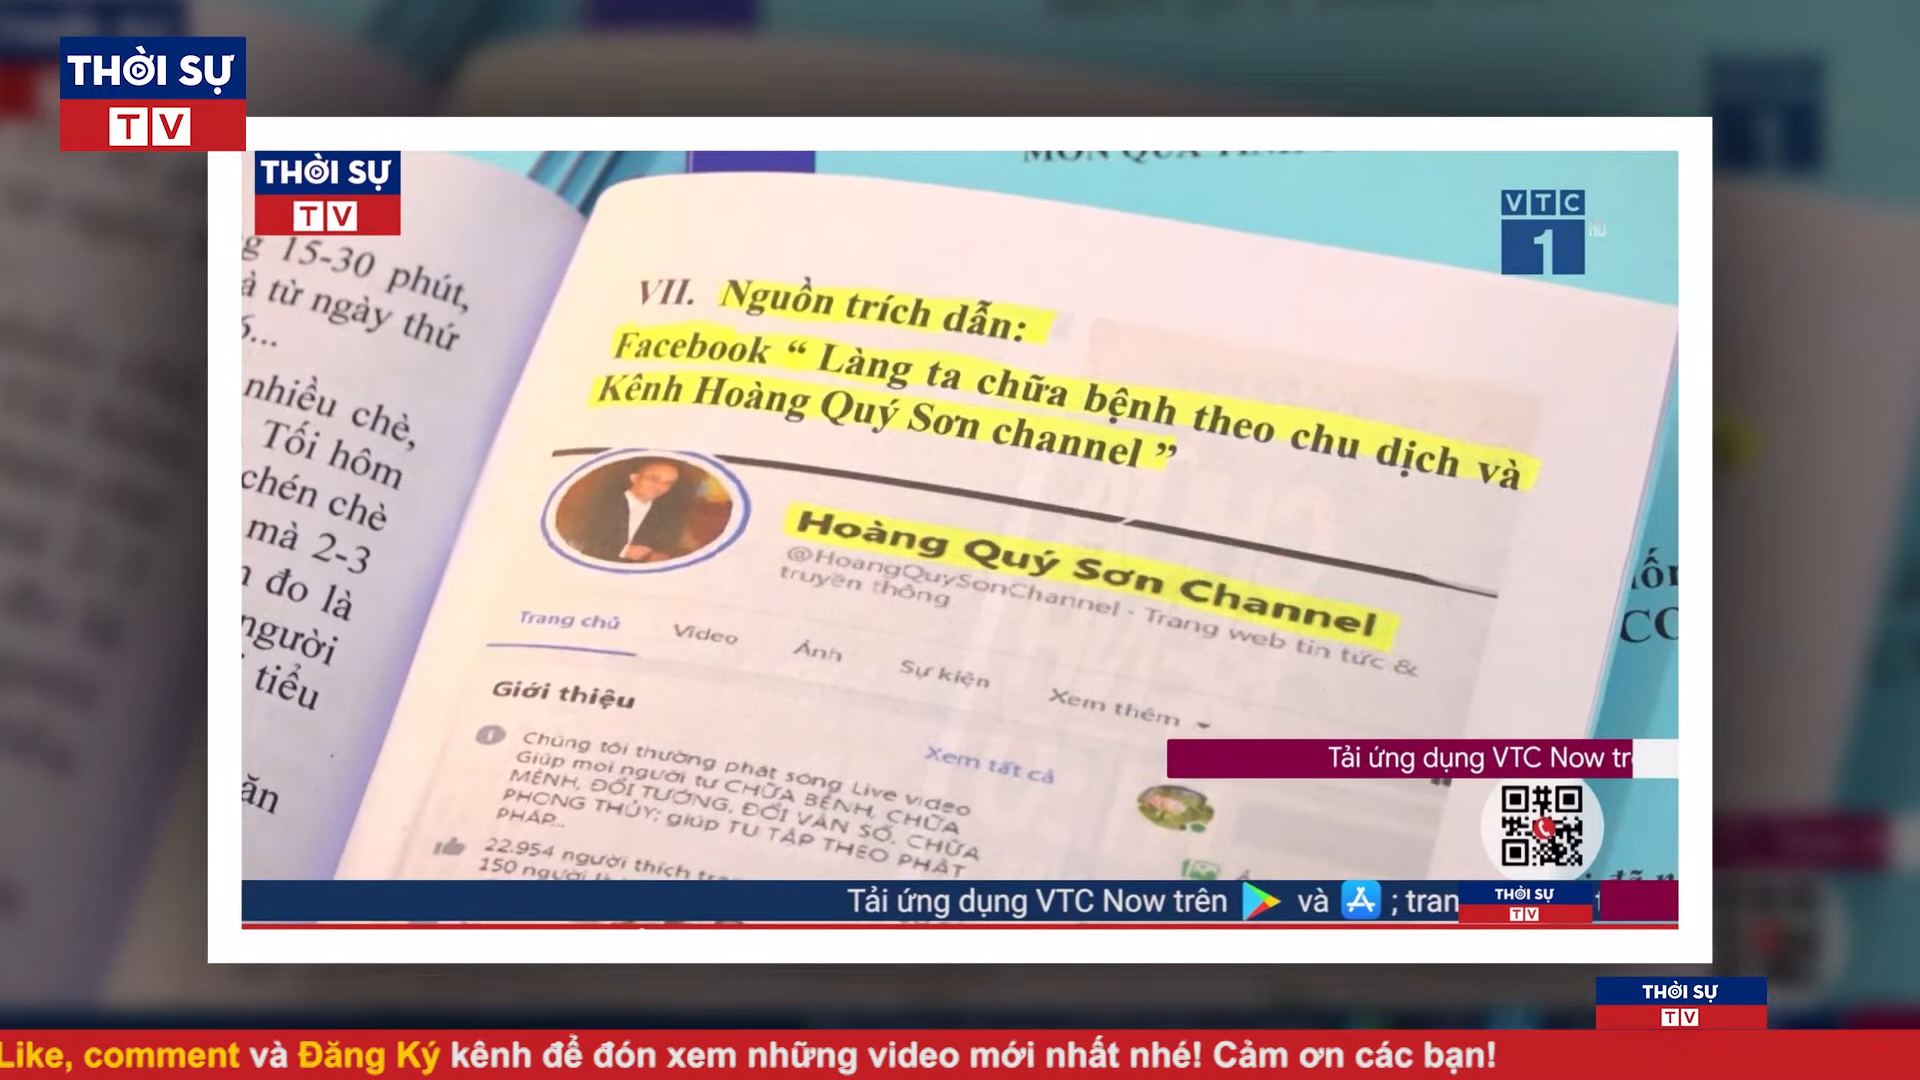 THỜI SỰ
TV
THỜI SỰ
TV
VTC
1
HD
15-30 phút,
từ ngày thứ
nhiều chè,
Tối hôm
chén chè
mà 2-3
đo là
người
tiểu
ăn
VII. Nguồn trích dẫn:
Facebook “ Làng ta chữa bệnh theo chu dịch và
Kênh Hoàng Quý Sơn channel ”
Hoàng Quý Sơn Channel
@HoangQuySonChannel · Trang web tin tức &
truyền thông
Trang chủ Video Ảnh Sự kiện Xem thêm
Giới thiệu
Xem tất cả
Chúng tôi thường phát sóng Live video
Giúp mọi người tự CHỮA BỆNH, CHỮA
MỆNH, ĐỔI TƯỚNG, ĐỔI VẬN SỐ, CHỮA
PHONG THỦY; giúp TU TẬP THEO PHẬT
PHÁP...
22.954 người thích
150 người
Tải ứng dụng VTC Now tr
Tải ứng dụng VTC Now trên và ; tran
THỜI SỰ
TV
THỜI SỰ
TV
Like, comment và Đăng Ký kênh để đón xem những video mới nhất nhé! Cảm ơn các bạn!